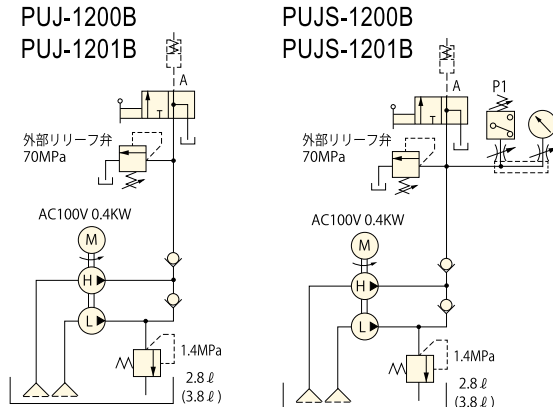 PUJ-1200B
PUJ-1201B
A
T
外部リリーフ弁
70MPa
AC100V 0.4KW
M
H
L
1.4MPa
2.8ℓ
(3.8ℓ)
PUJS-1200B
PUJS-1201B
A
P1
T
外部リリーフ弁
70MPa
AC100V 0.4KW
M
H
L
1.4MPa
2.8ℓ
(3.8ℓ)